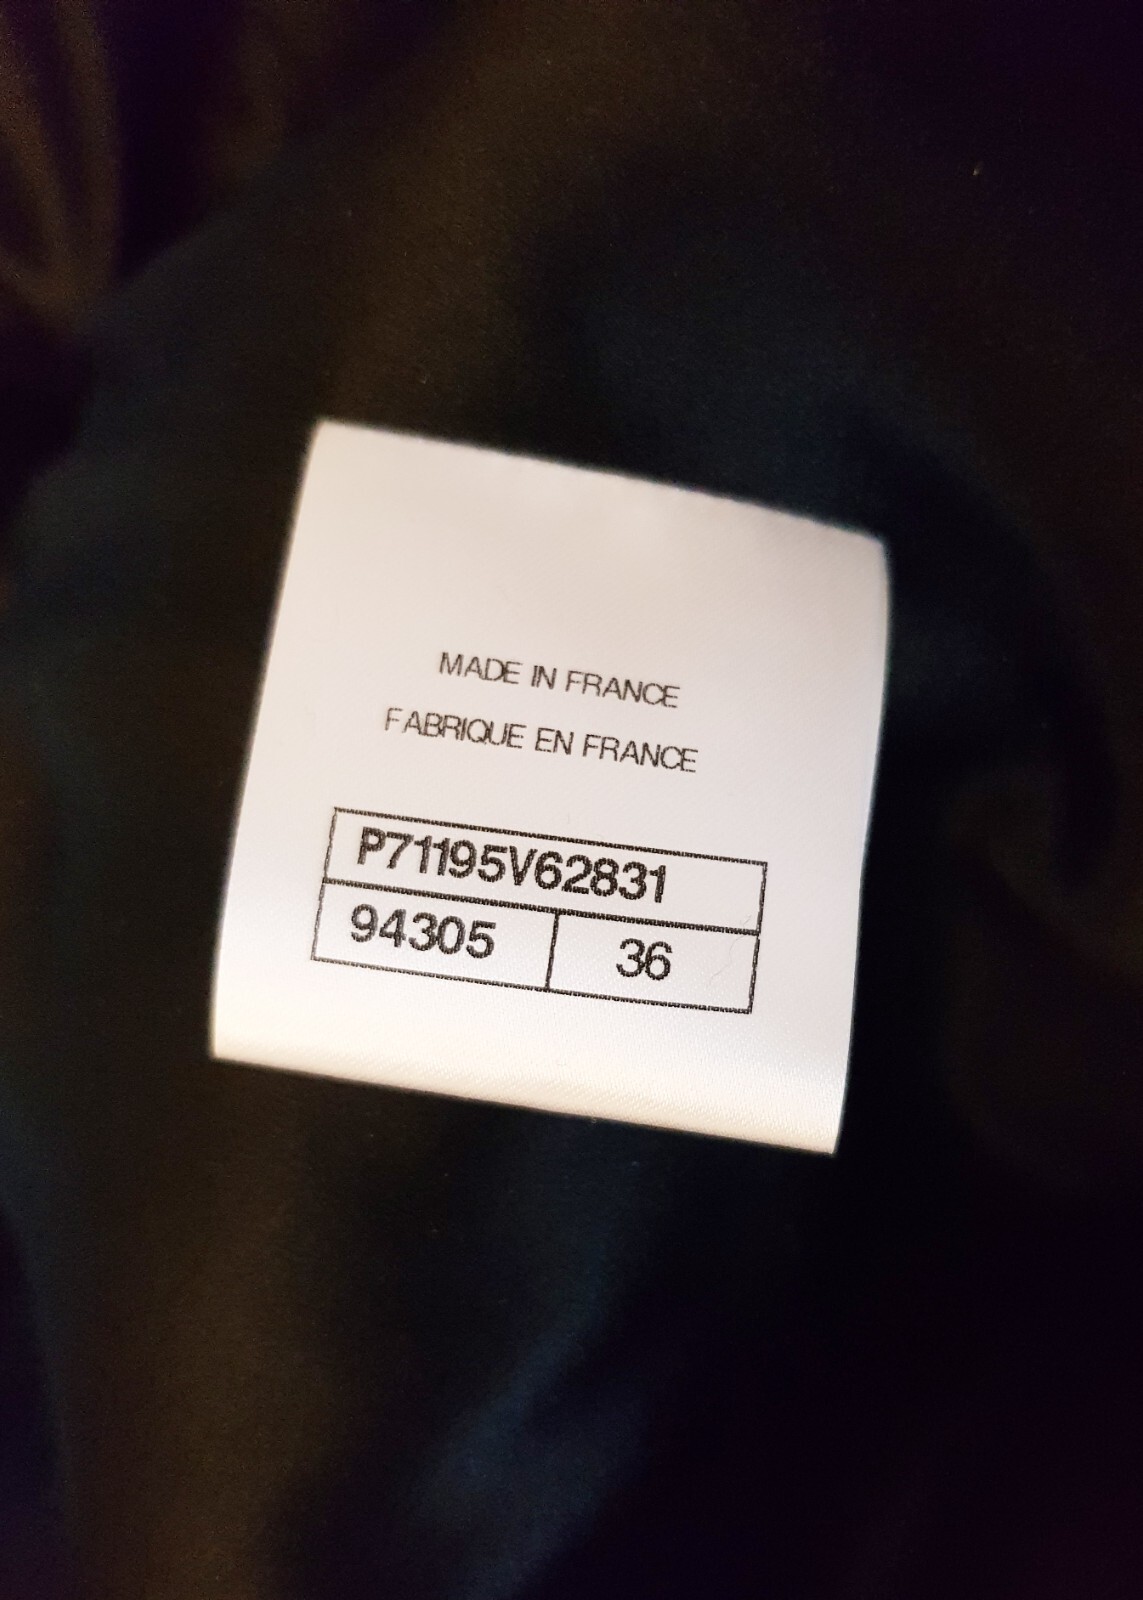 MADE IN FRANCE
FABRIQUE EN FRANCE
P71195V62831
94305 36